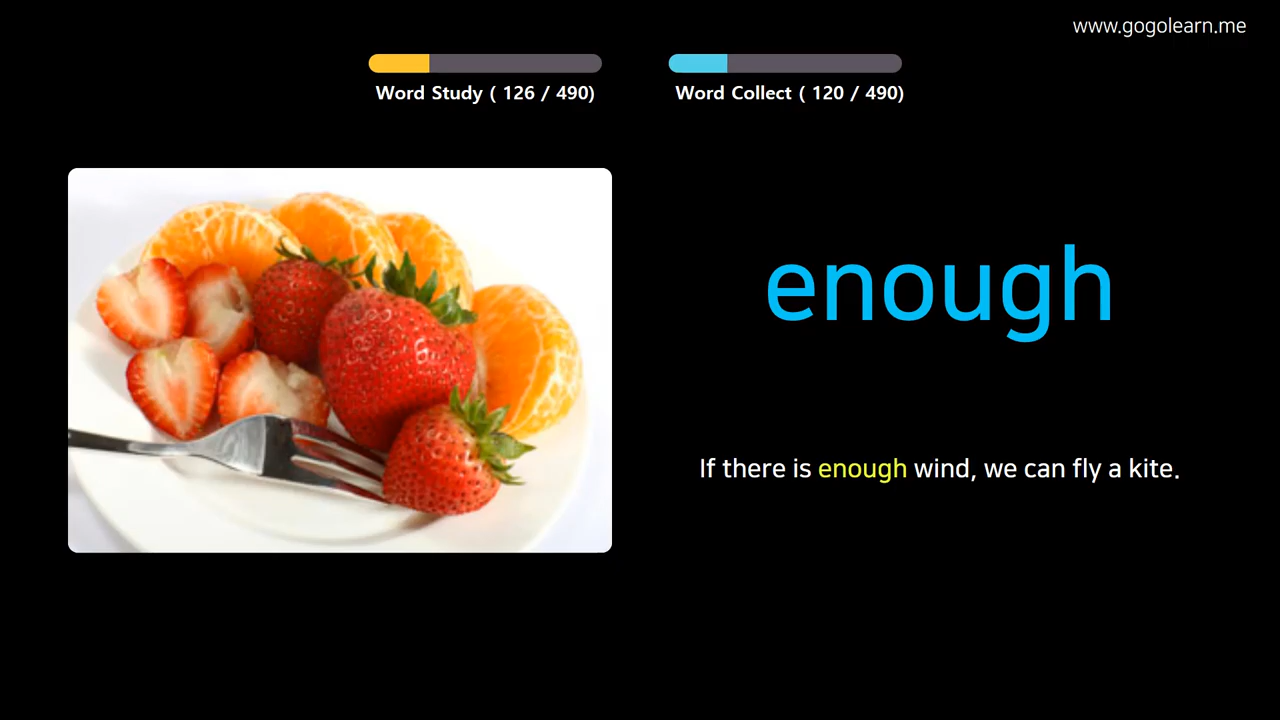 www.gogolearn.me
Word Study ( 126 / 490)
Word Collect ( 120 / 490)
enough
If there is enough wind, we can fly a kite.